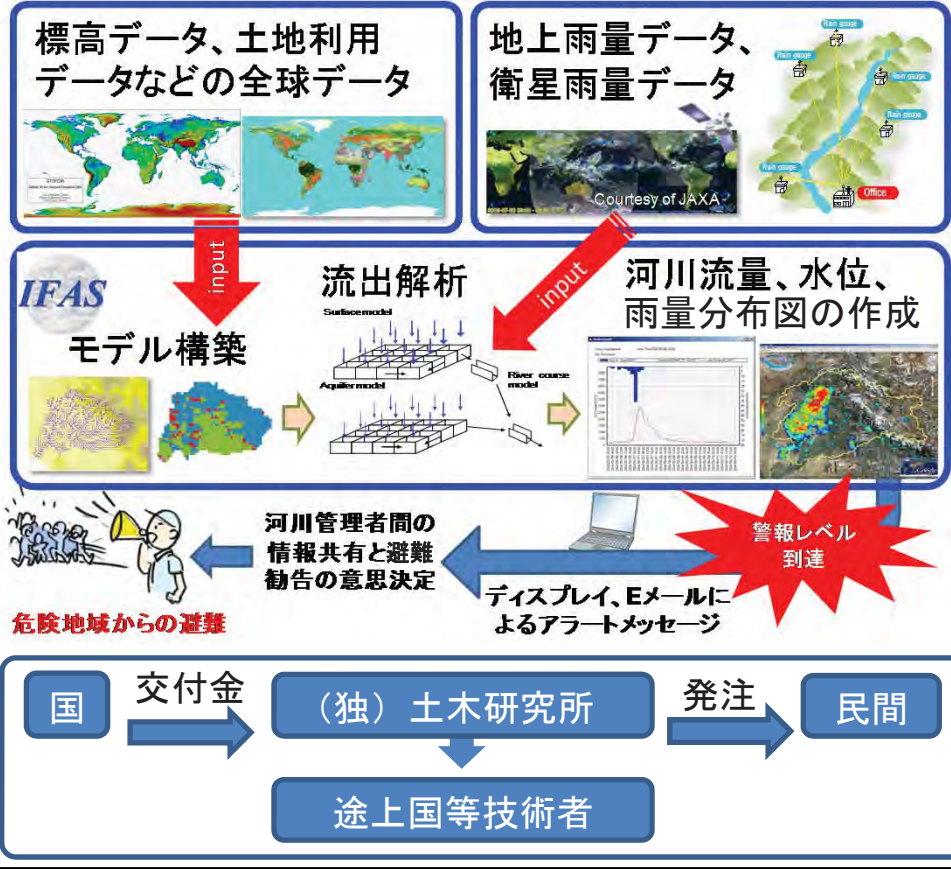 標高データ、土地利用
データなどの全球データ
地上雨量データ、
衛星雨量データ
Rain gauge
Rain gauge
Rain gauge
Rain gauge
Rain gauge
Rain gauge
Office
Courtesy of JAXA
input
input
IFAS
モデル構築
流出解析
Surface model
Aquifer model
River course
model
河川流量、水位、
雨量分布図の作成
警報レベル
到達
ディスプレイ、Eメールに
よるアラートメッセージ
河川管理者間の
情報共有と避難
勧告の意思決定
危険地域からの避難
国
交付金
（独）土木研究所
発注
民間
途上国等技術者